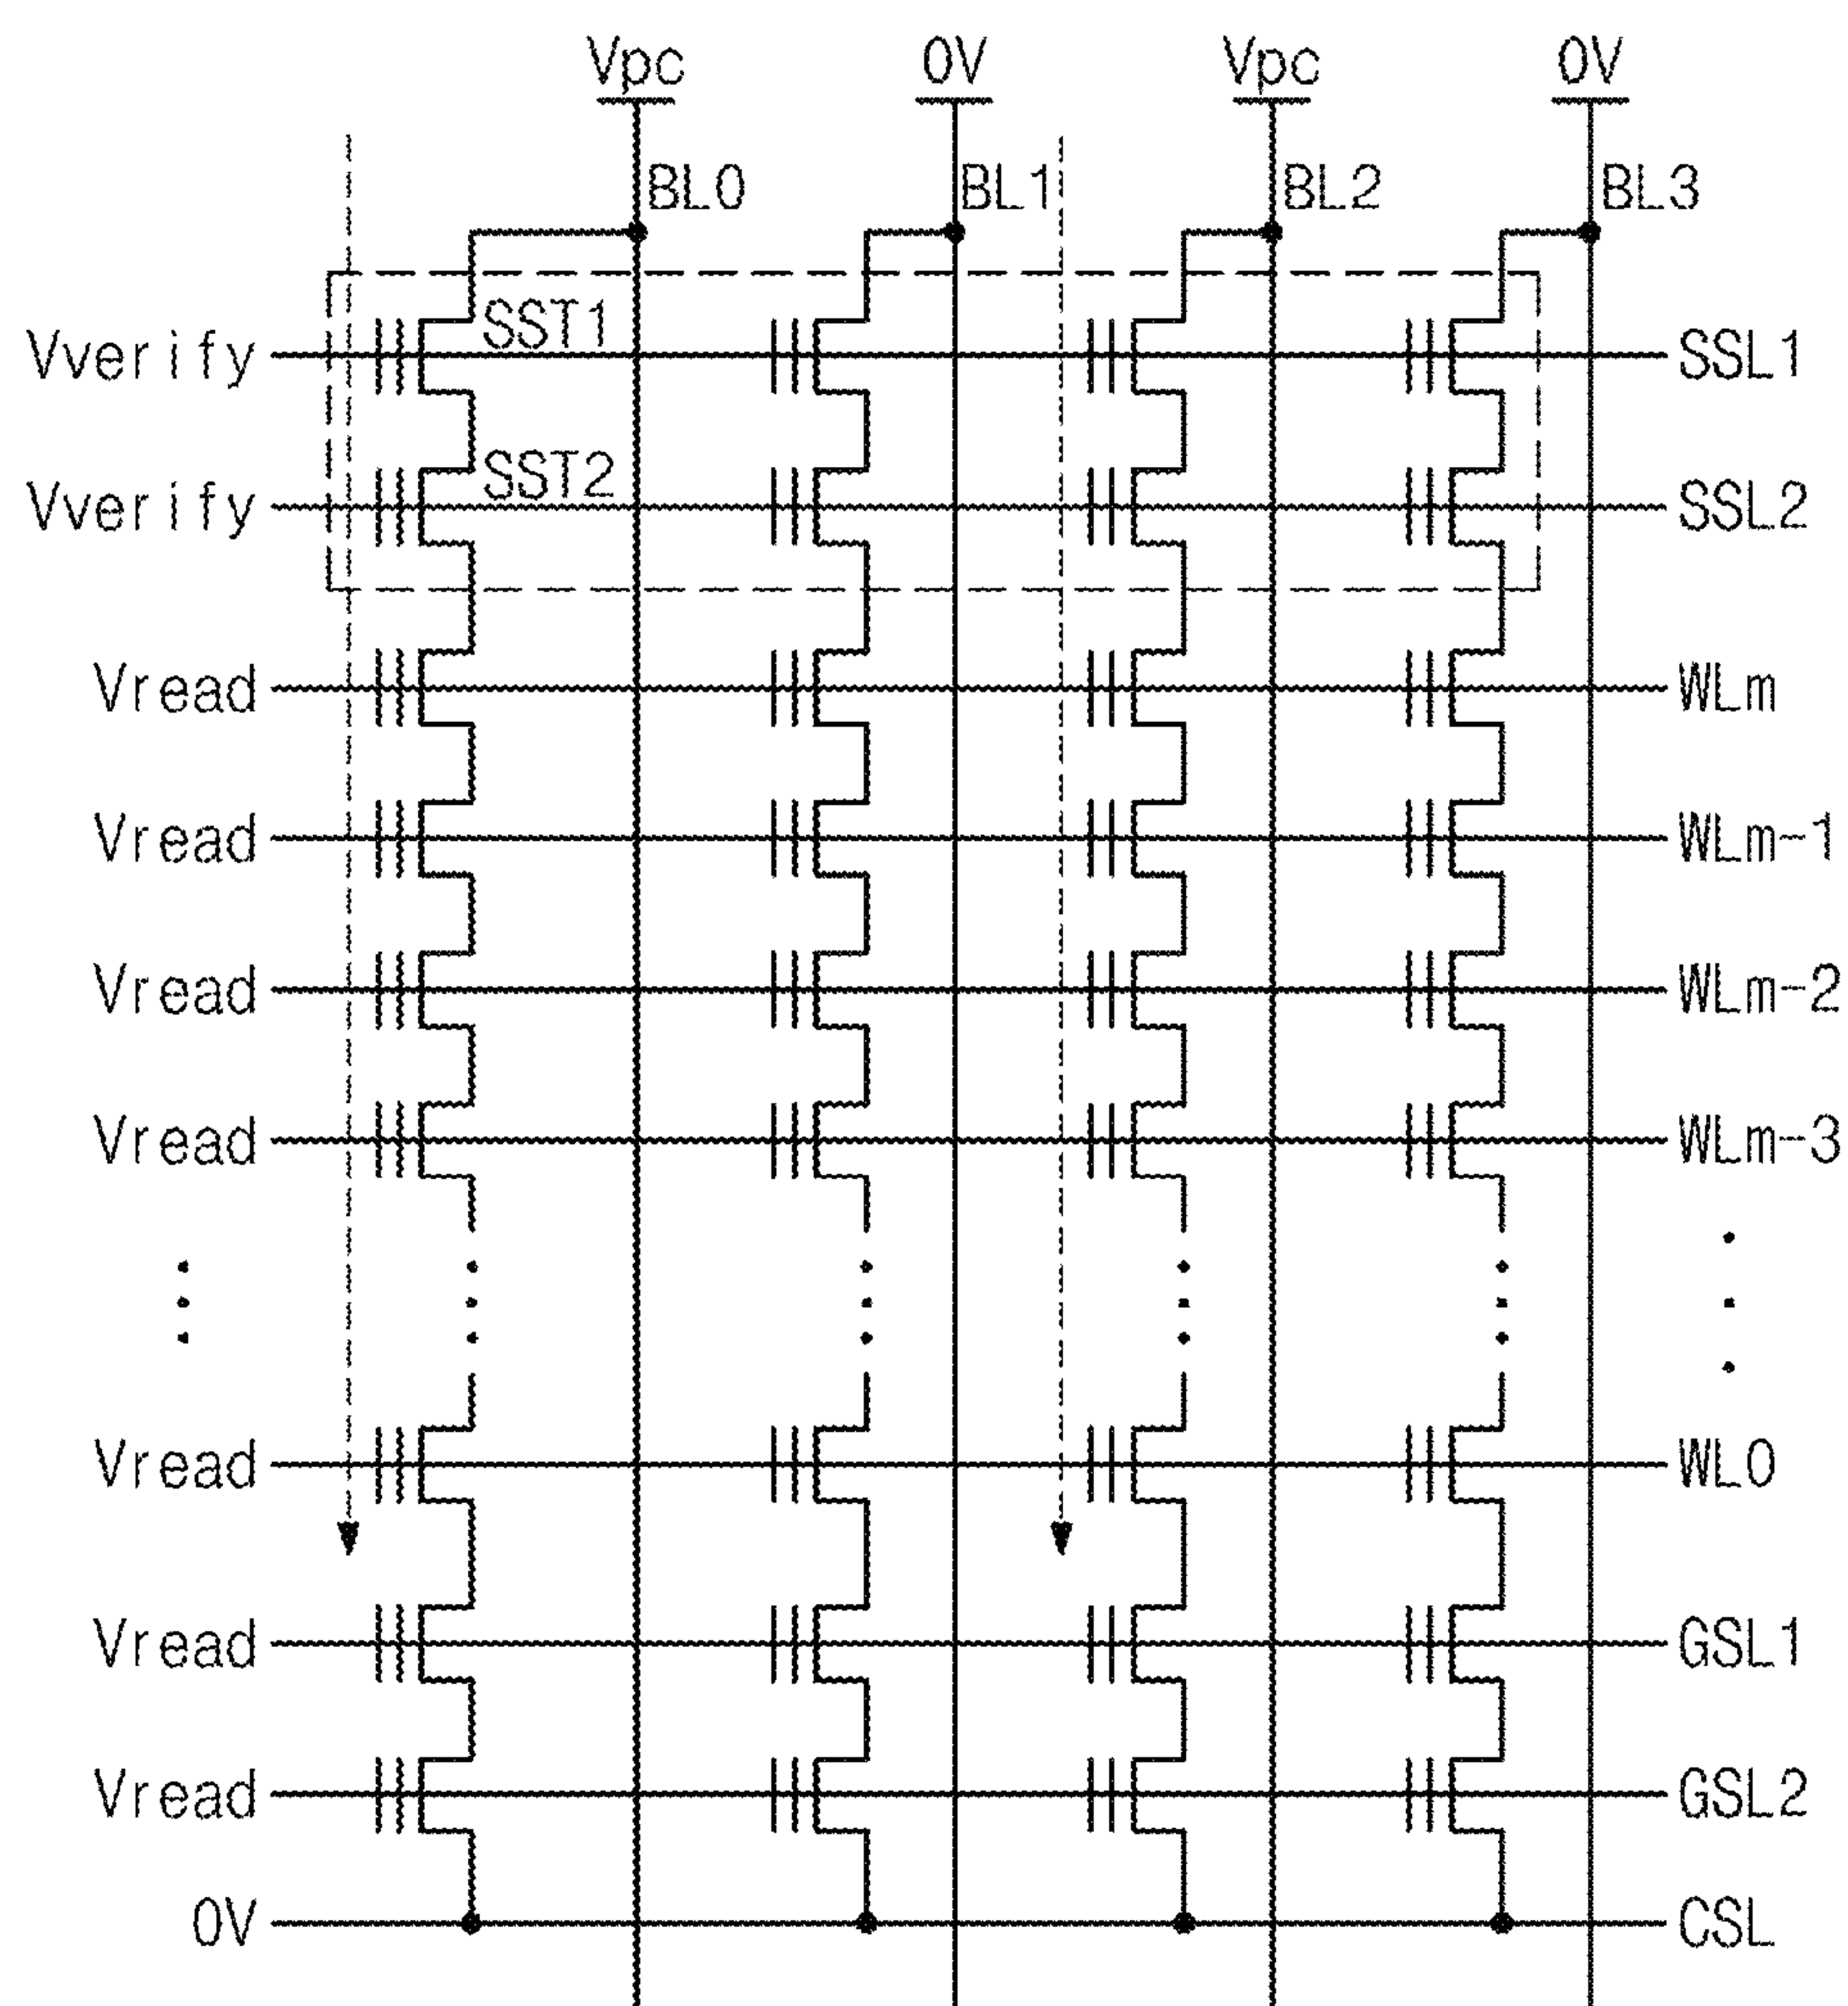 Vpc 0V Vpc 0V
BL0 BL1 BL2 BL3
Vverify SST1 SSL1
Vverify SST2 SSL2
Vread WLm
Vread WLm-1
Vread WLm-2
Vread WLm-3
Vread WL0
Vread GSL1
Vread GSL2
0V CSL